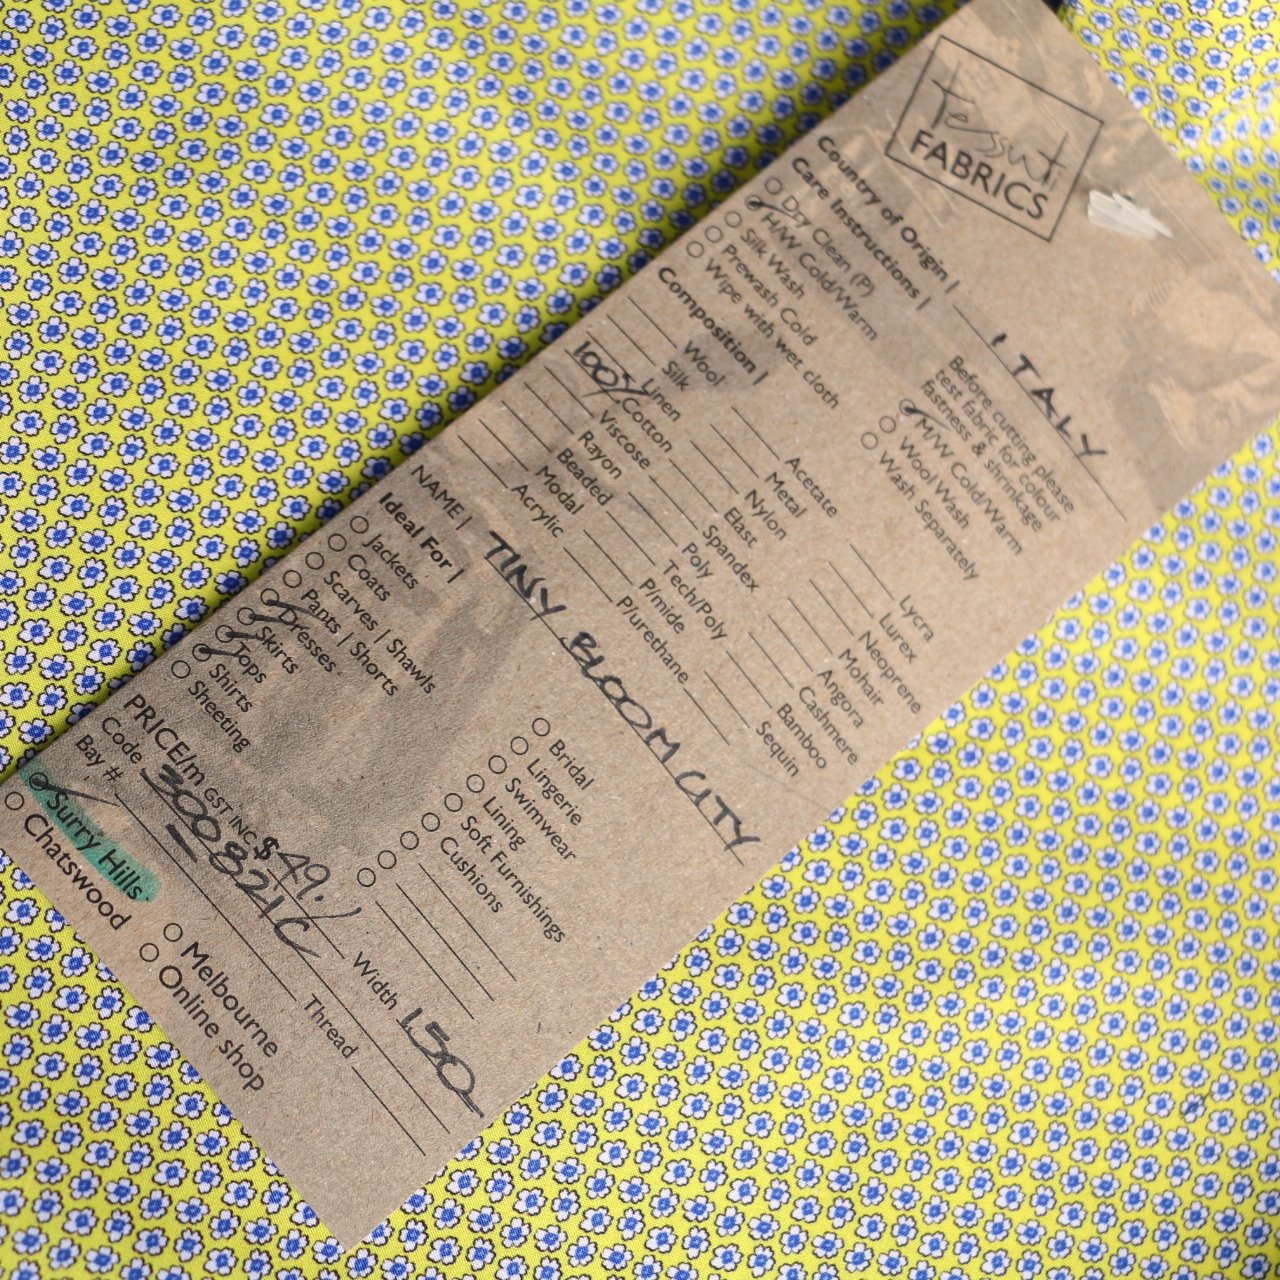 Tessuti
FABRICS
Country of Origin | ITALY
Care Instructions |
Before cutting please
test fabric for colour
fastness & shrinkage
Dry Clean (P)
H/W Cold/Warm
Silk Wash
Prewash Cold
Wipe with wet cloth
M/W Cold/Warm
Wool Wash
Wash Separately
Composition |
Wool
Silk
Linen
100% Cotton
Viscose
Rayon
Beaded
Modal
Acrylic
Acetate
Metal
Nylon
Elast
Spandex
Poly
Tech/Poly
P/mide
P/urethane
Lycra
Lurex
Neoprene
Mohair
Angora
Cashmere
Bamboo
Sequin
NAME | TINY BLOOM CITY
Ideal For |
Jackets
Coats
Scarves | Shawls
Pants | Shorts
Dresses
Skirts
Tops
Shirts
Sheeting
Bridal
Lingerie
Swimwear
Lining
Soft Furnishings
Cushions
PRICE/m GST INC $49./ Width 150
Code 300821C
Bay # Thread
Surry Hills
Chatswood
Melbourne
Online shop